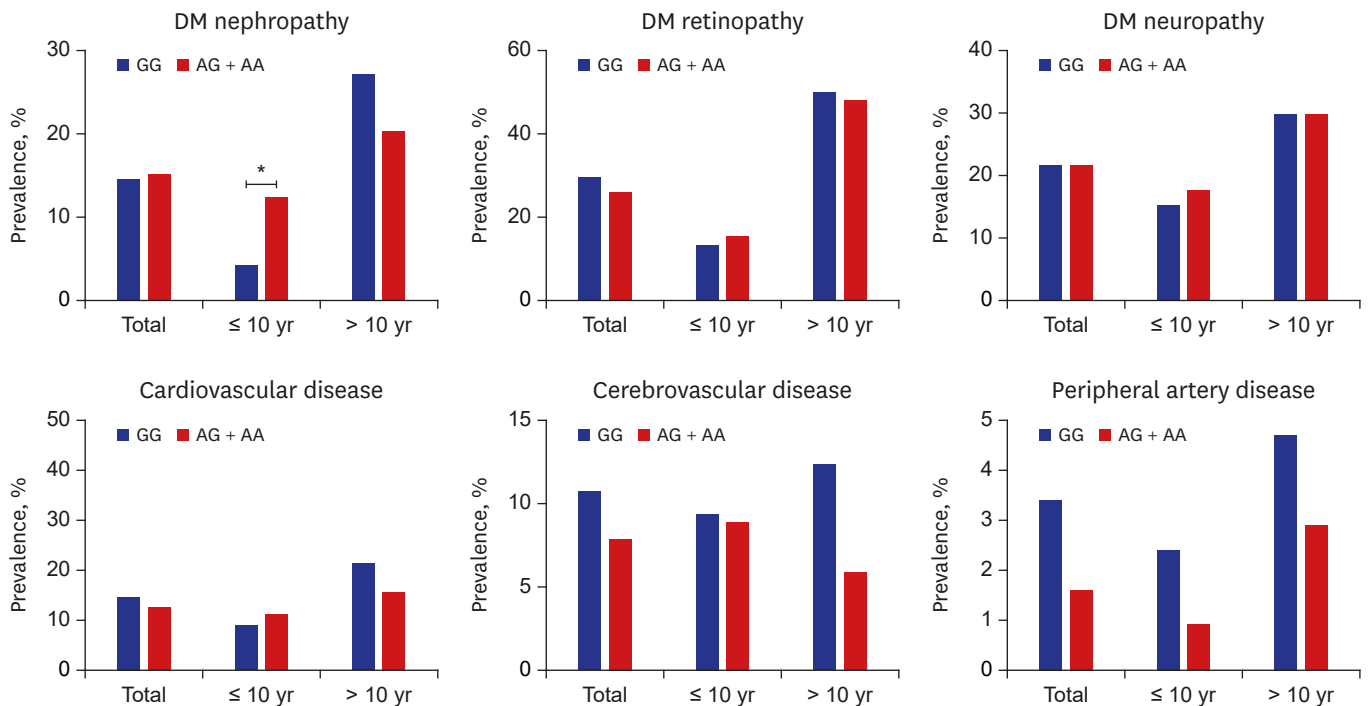 DM nephropathy
Prevalence, %
30
20
10
0
GG AG + AA
*
Total ≤ 10 yr > 10 yr
DM retinopathy
Prevalence, %
60
40
20
0
GG AG + AA
Total ≤ 10 yr > 10 yr
DM neuropathy
Prevalence, %
40
30
20
10
0
GG AG + AA
Total ≤ 10 yr > 10 yr
Cardiovascular disease
Prevalence, %
50
40
30
20
10
0
GG AG + AA
Total ≤ 10 yr > 10 yr
Cerebrovascular disease
Prevalence, %
15
10
5
0
GG AG + AA
Total ≤ 10 yr > 10 yr
Peripheral artery disease
Prevalence, %
5
4
3
2
1
0
GG AG + AA
Total ≤ 10 yr > 10 yr